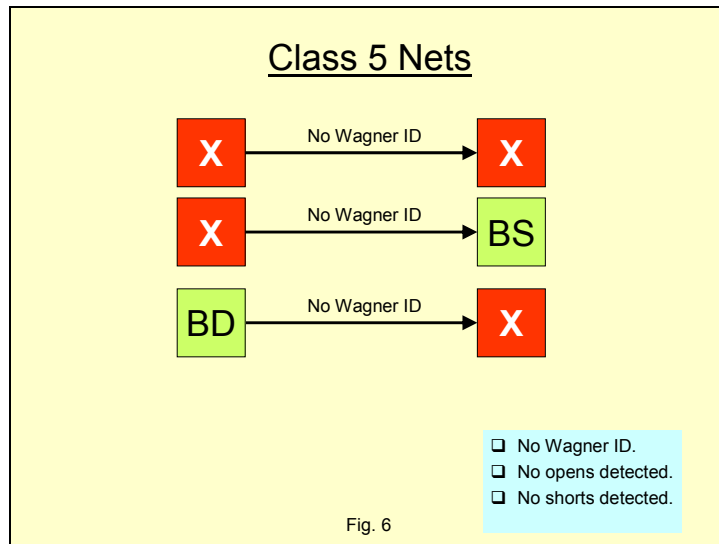 Class 5 Nets
X No Wagner ID X
X No Wagner ID BS
BD No Wagner ID X
❑ No Wagner ID.
❑ No opens detected.
❑ No shorts detected.
Fig. 6